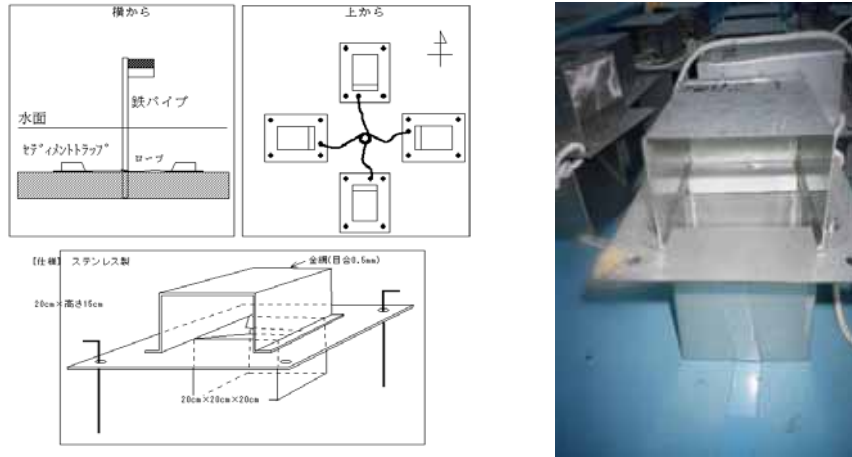 横から
上から
鉄パイプ
水面
ｾﾃﾞｨﾒﾝﾄﾄﾗｯﾌﾟ
ロープ
[仕様] ステンレス製
金網(目合0.5mm)
20cm×高さ15cm
20cm×20cm×20cm